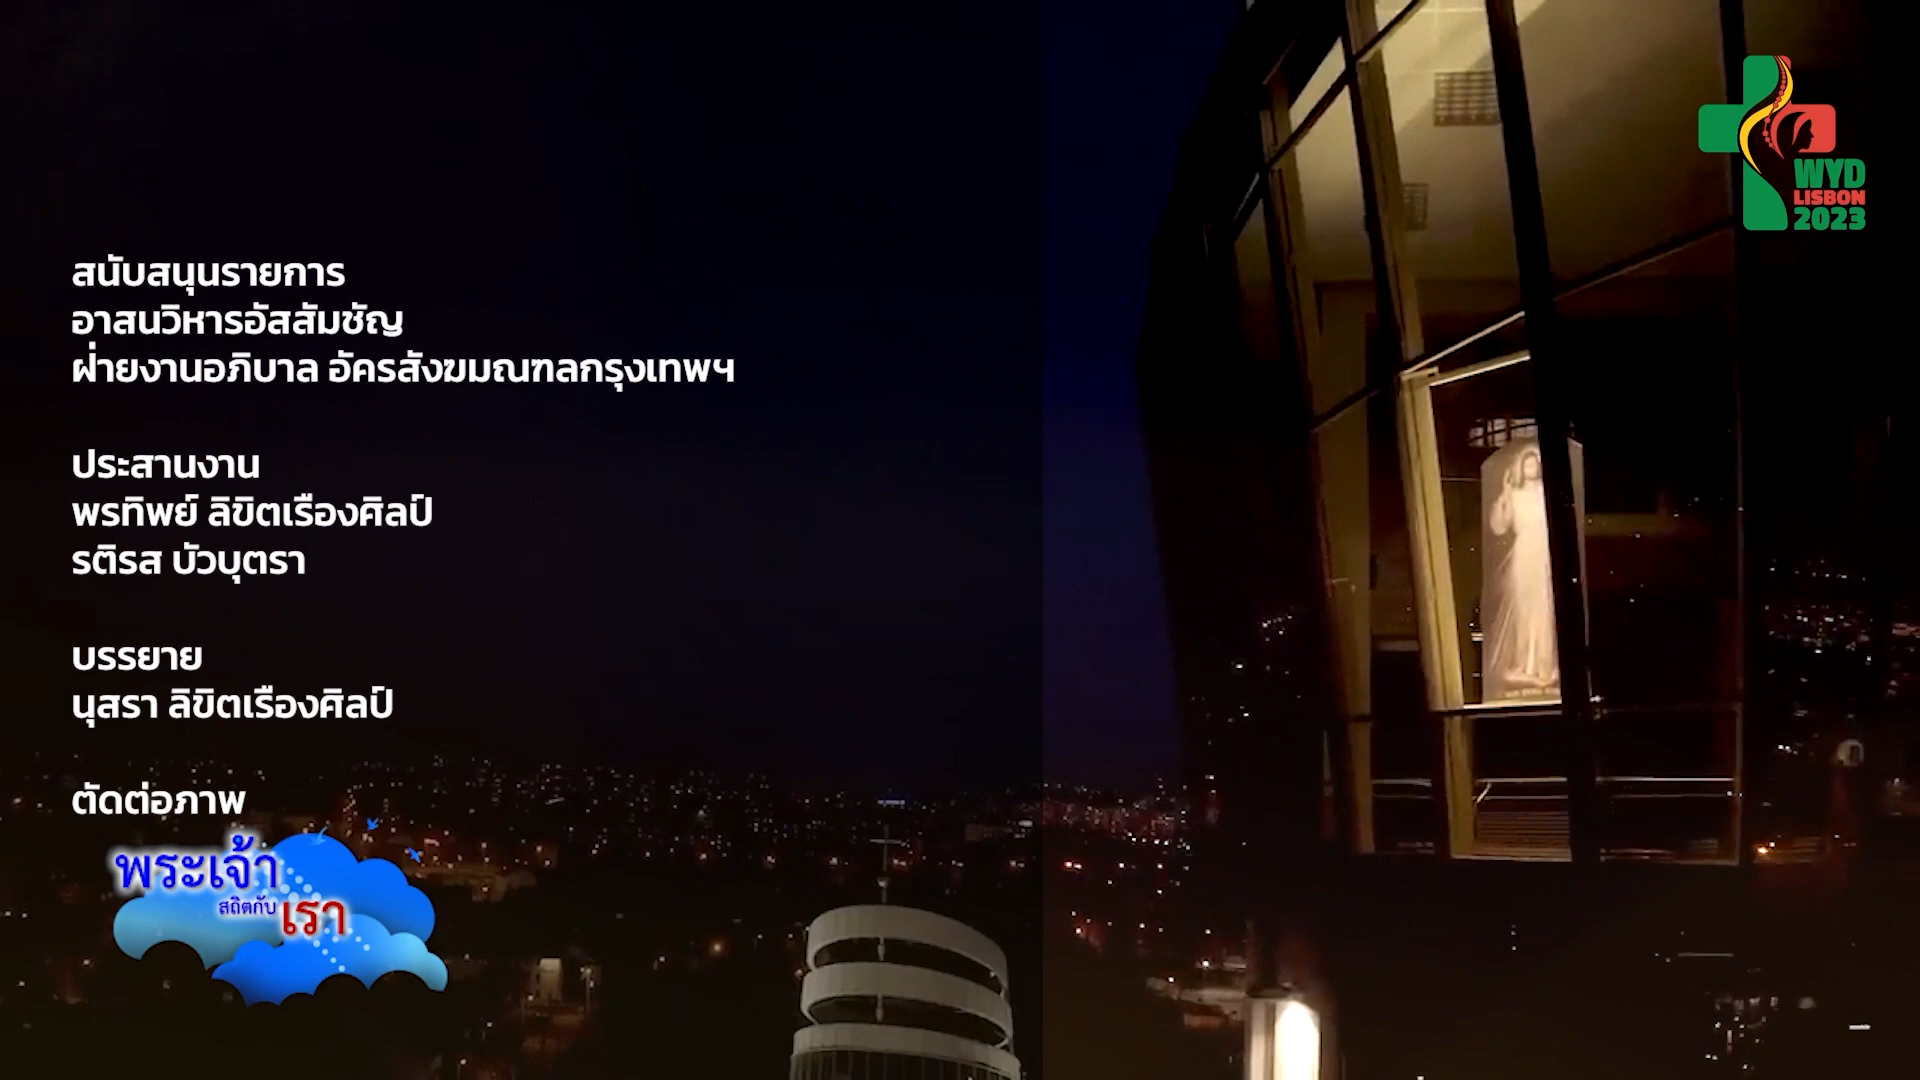 สนับสนุนรายการ
อาสนวิหารอัสสัมชัญ
ฝ่ายงานอภิบาล อัครสังฆมณฑลกรุงเทพฯ
ประสานงาน
พรทิพย์ ลิขิตเรืองศิลป์
รติรส บัวบุตรา
บรรยาย
นุสรา ลิขิตเรืองศิลป์
ตัดต่อภาพ
พระเจ้า
สถิตกับ
เรา
WYD
LISBON
2023